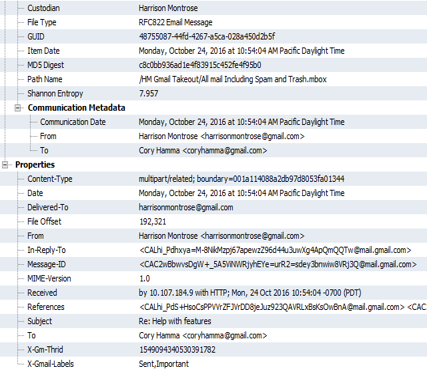 Custodian Harrison Montrose
File Type RFC822 Email Message
GUID 48755087-44fd-4267-a5ca-028a450d2b5f
Item Date Monday, October 24, 2016 at 10:54:04 AM Pacific Daylight Time
MD5 Digest c8c0bb936ad1e4f83915c452fe4f95b0
Path Name /HM Gmail Takeout/All mail Including Spam and Trash.mbox
Shannon Entropy 7.957
Communication Metadata
Communication Date Monday, October 24, 2016 at 10:54:04 AM Pacific Daylight Time
From Harrison Montrose <harrisonmontrose@gmail.com>
To Cory Hamma <coryhamma@gmail.com>
Properties
Content-Type multipart/related; boundary=001a114088a2db97d8053fa01344
Date Monday, October 24, 2016 at 10:54:04 AM Pacific Daylight Time
Delivered-To harrisonmontrose@gmail.com
File Offset 192,321
From Harrison Montrose <harrisonmontrose@gmail.com>
In-Reply-To <CALhi_Pdhxya=M-8NkMzpj67apewzZ96d44u3uwXg4ApQmQQTw@mail.gmail.com>
Message-ID <CAC2wBbwvsDgW+_5A5ViNWRjyhEYe=urR2=sdey3bnwiw8VRj3Q@mail.gmail.com>
MIME-Version 1.0
Received by 10.107.184.9 with HTTP; Mon, 24 Oct 2016 10:54:04 -0700 (PDT)
References <CALhi_PdS+HsoCsPPVVrZFJVrDD8jeJuz923QAVRLxBsKsOwBnA@mail.gmail.com> <CAC
Subject Re: Help with features
To Cory Hamma <coryhamma@gmail.com>
X-Gm-Thrid 1549094340530391782
X-Gmail-Labels Sent,Important